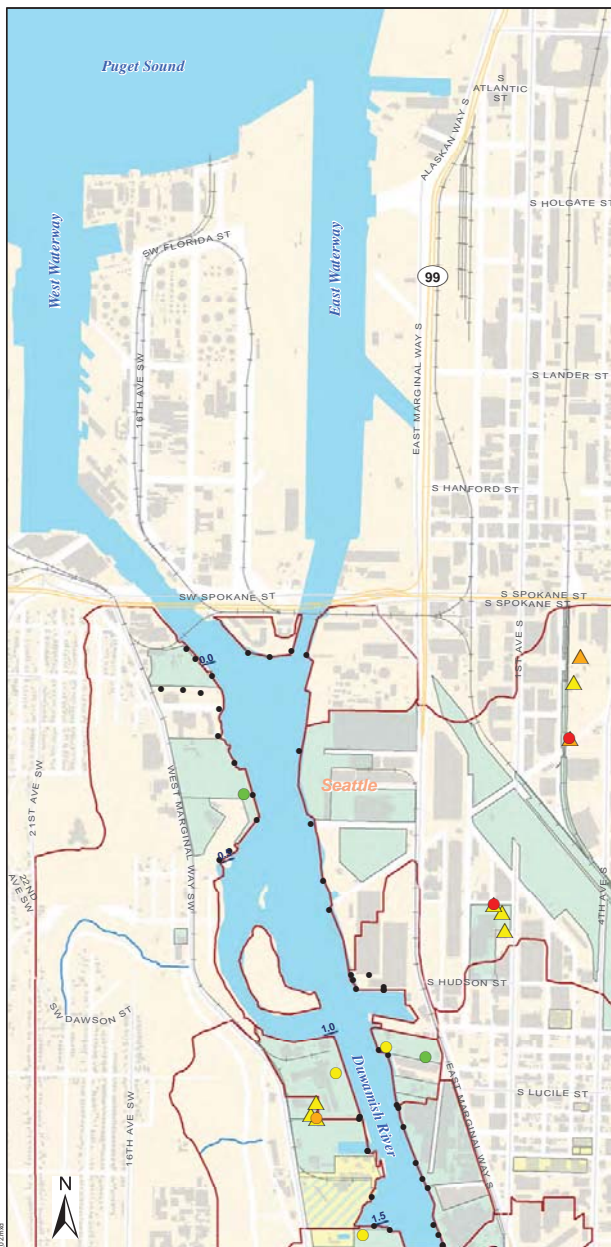 Puget Sound
S
ATLANTIC
ST
ALASKAN WAY S
S HOLGATE ST
SW FLORIDA ST
West Waterway
East Waterway
99
16TH AVE SW
EAST MARGINAL WAY S
S LANDER ST
S HANFORD ST
SW SPOKANE ST
S SPOKANE ST
S SPOKANE ST
1ST AVE S
0.0
Seattle
21ST AVE SW
WEST MARGINAL WAY SW
22ND
AVE SW
4TH AVE S
S HUDSON ST
SW DAWSON ST
1.0
Duwamish River
EAST MARGINAL WAY S
S LUCILE ST
16TH AVE SW
1.5
N